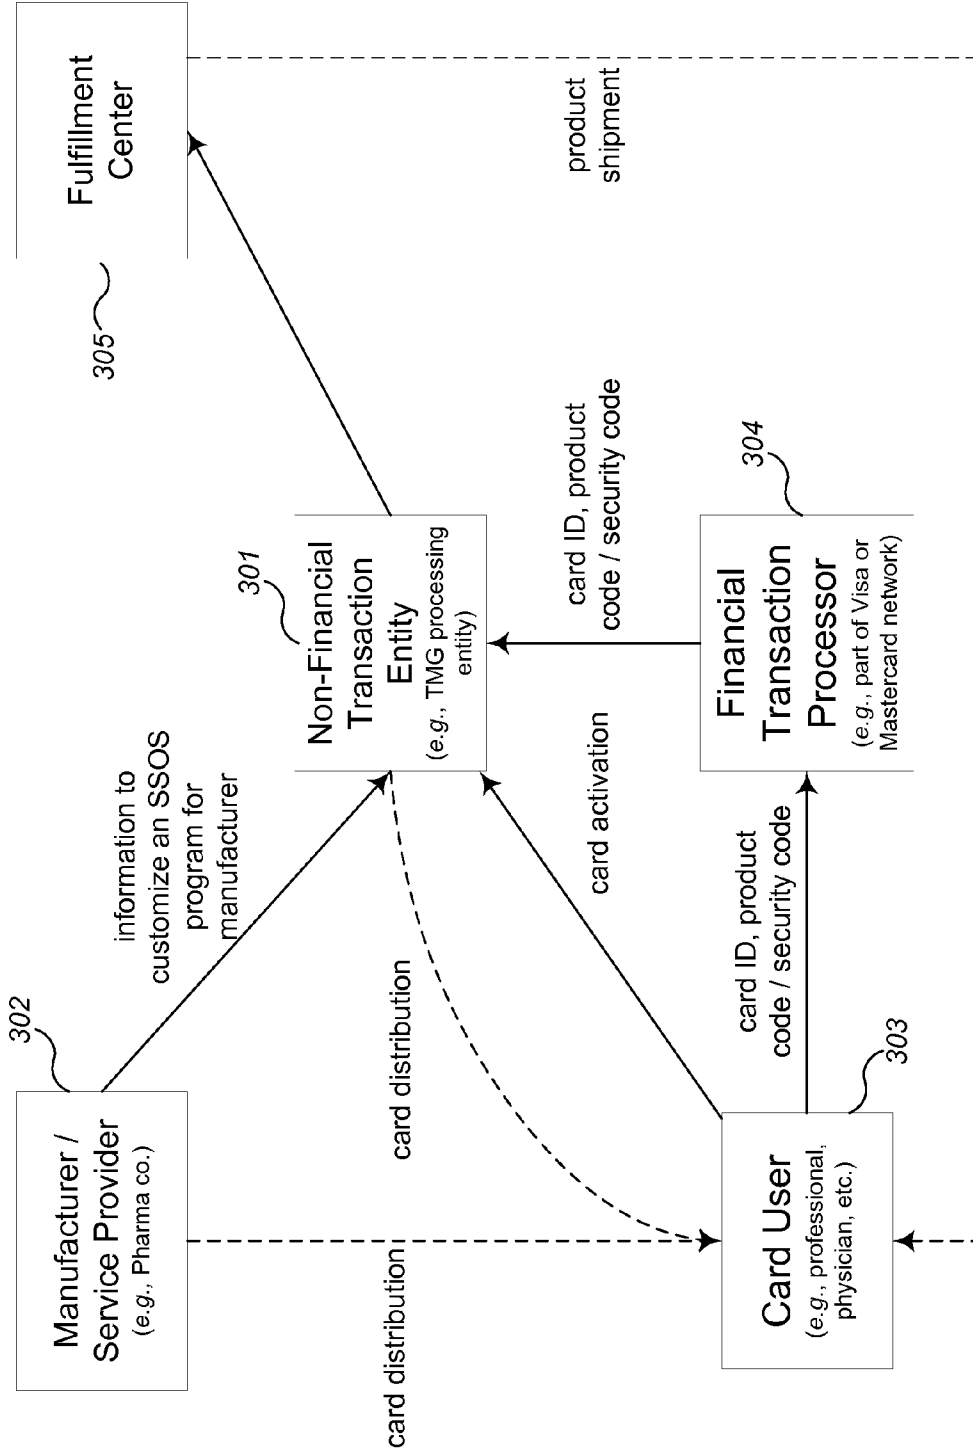 302
Manufacturer /
Service Provider
(e.g., Pharma co.)
information to
customize an SSOS
program for
manufacturer
305
Fulfillment
Center
301
Non-Financial
Transaction
Entity
(e.g., TMG processing
entity)
card distribution
card distribution
card activation
card ID, product
code / security code
product
shipment
Card User
(e.g., professional,
physician, etc.)
303
card ID, product
code / security code
304
Financial
Transaction
Processor
(e.g., part of Visa or
Mastercard network)